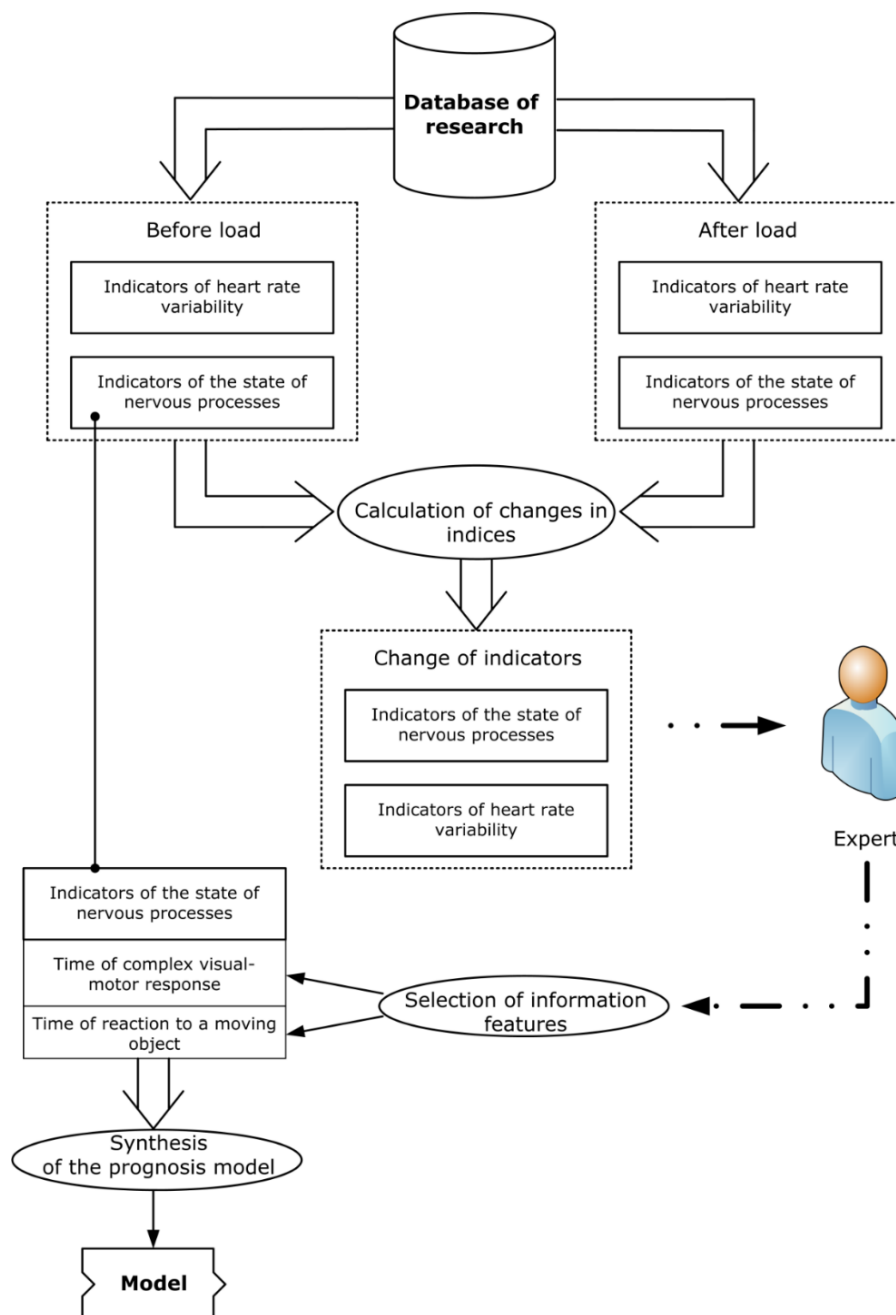 Database of
research
Before load
Indicators of heart rate
variability
Indicators of the state of
nervous processes
After load
Indicators of heart rate
variability
Indicators of the state of
nervous processes
Calculation of changes in
indices
Change of indicators
Indicators of the state of
nervous processes
Indicators of heart rate
variability
Expert
Indicators of the state of
nervous processes
Time of complex visual-
motor response
Time of reaction to a moving
object
Selection of information
features
Synthesis
of the prognosis model
Model